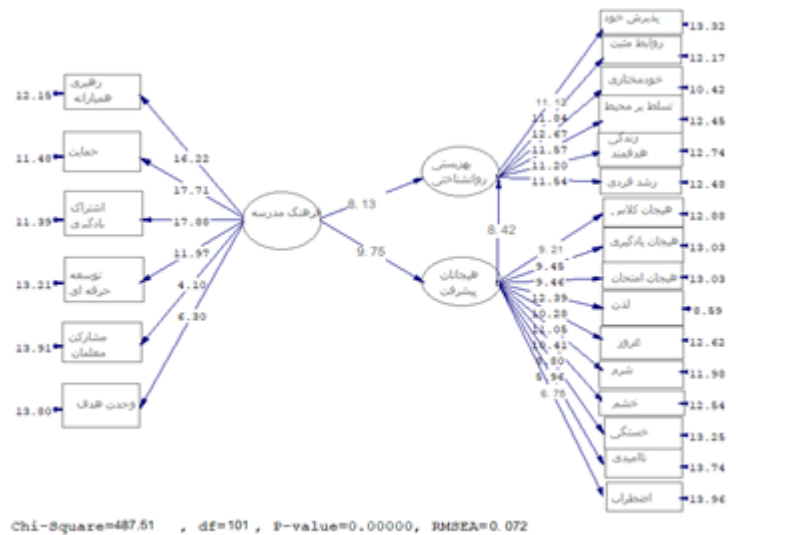 12.15
رهبری
همیارانه
16.22
11.48
حمایت
17.71
11.39
اشتراک
یادگیری
17.88
13.21
توسعه
حرفه ای
11.97
13.91
مشارکت
معلمان
4.10
13.80
وحدت هدف
6.30
فرهنگ مدرسه
8.13
9.75
بهزیستی
روانشناختی
8.42
هیجانات
پیشرفت
پذیرش خود
13.32
روابط مثبت
12.17
خودمختاری
10.42
تسلط بر محیط
12.45
زندگی
هدفمند
12.74
رشد فردی
12.48
11.84
12.67
11.57
11.20
11.54
هیجان کلاس
12.88
هیجان یادگیری
13.03
هیجان امتحان
13.03
لذت
8.59
غرور
12.62
شرم
11.98
خشم
12.54
خستگی
13.25
ناامیدی
13.74
اضطراب
13.96
9.21
9.45
9.46
12.39
10.28
11.05
10.41
Chi-Square=487.51 , df=101 , P-value=0.00000, RMSEA=0.072